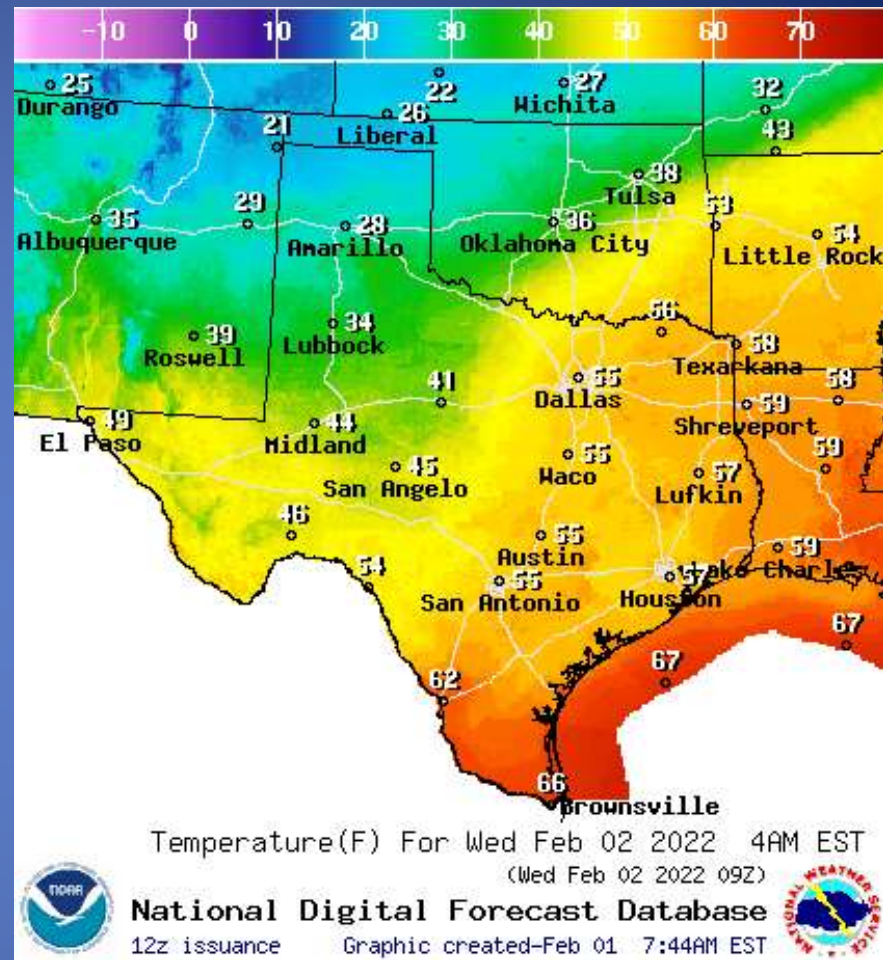 -10 0 10 20 30 40 50 60 70
25
Durango
22
27
Wichita
32
26
Liberal
21
43
38
Tulsa
35
Albuquerque
29
28
Amarillo
36
Oklahoma City
53
54
Little Rock
39
Roswell
34
Lubbock
56
58
Texarkana
55
Dallas
41
59
Shreveport
58
49
El Paso
44
Midland
45
San Angelo
55
Waco
57
Lufkin
59
46
55
Austin
59
Lake Charles
54
55
San Antonio
57
Houston
67
67
62
66
Brownsville
Temperature(F) For Wed Feb 02 2022 4AM EST
(Wed Feb 02 2022 09Z)
National Digital Forecast Database
12z issuance Graphic created-Feb 01 7:44AM EST
NOAA
NATIONAL WEATHER SERVICE